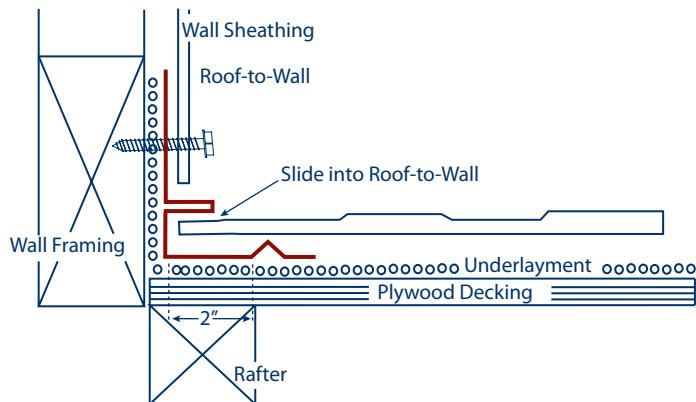 Wall Sheathing
Roof-to-Wall
Slide into Roof-to-Wall
Wall Framing
Underlayment
Plywood Decking
2″
Rafter